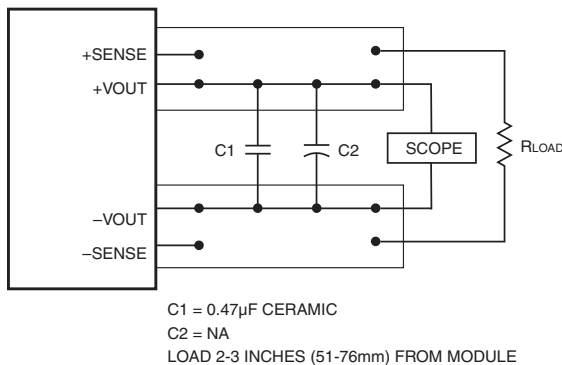 +SENSE
+VOUT
C1
C2
SCOPE
RLOAD
–VOUT
–SENSE
C1 = 0.47µF CERAMIC
C2 = NA
LOAD 2-3 INCHES (51-76mm) FROM MODULE